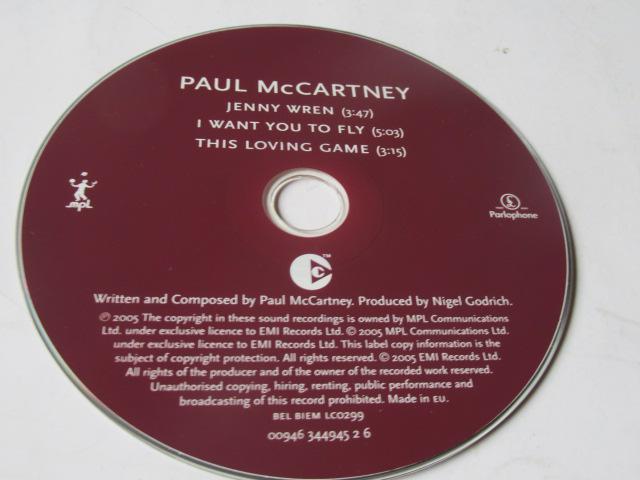 PAUL McCARTNEY
JENNY WREN (3:47)
I WANT YOU TO FLY (5:03)
THIS LOVING GAME (3:15)
mpl
£
Parlophone
C
™
Written and Composed by Paul McCartney. Produced by Nigel Godrich.
℗ 2005 The copyright in these sound recordings is owned by MPL Communications
Ltd. under exclusive licence to EMI Records Ltd. © 2005 MPL Communications Ltd.
under exclusive licence to EMI Records Ltd. This label copy information is the
subject of copyright protection. All rights reserved. © 2005 EMI Records Ltd.
All rights of the producer and of the owner of the recorded work reserved.
Unauthorised copying, hiring, renting, public performance and
broadcasting of this record prohibited. Made in EU.
BEL BIEM LC0299
00946 344945 2 6